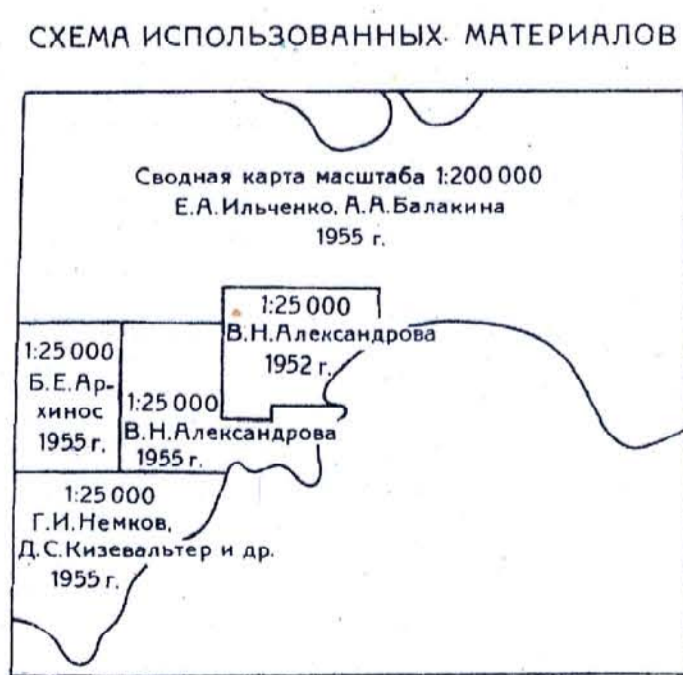 СХЕМА ИСПОЛЬЗОВАННЫХ МАТЕРИАЛОВ
Сводная карта масштаба 1:200 000
Е.А.Ильченко, А.А.Балакина
1955 г.
1:25 000
В.Н.Александрова
1952 г.
1:25 000
Б.Е.Ар-
хинос
1955 г.
1:25 000
В.Н.Александрова
1955 г.
1:25 000
Г.И.Немков,
Д.С.Кизевальтер и др.
1955 г.